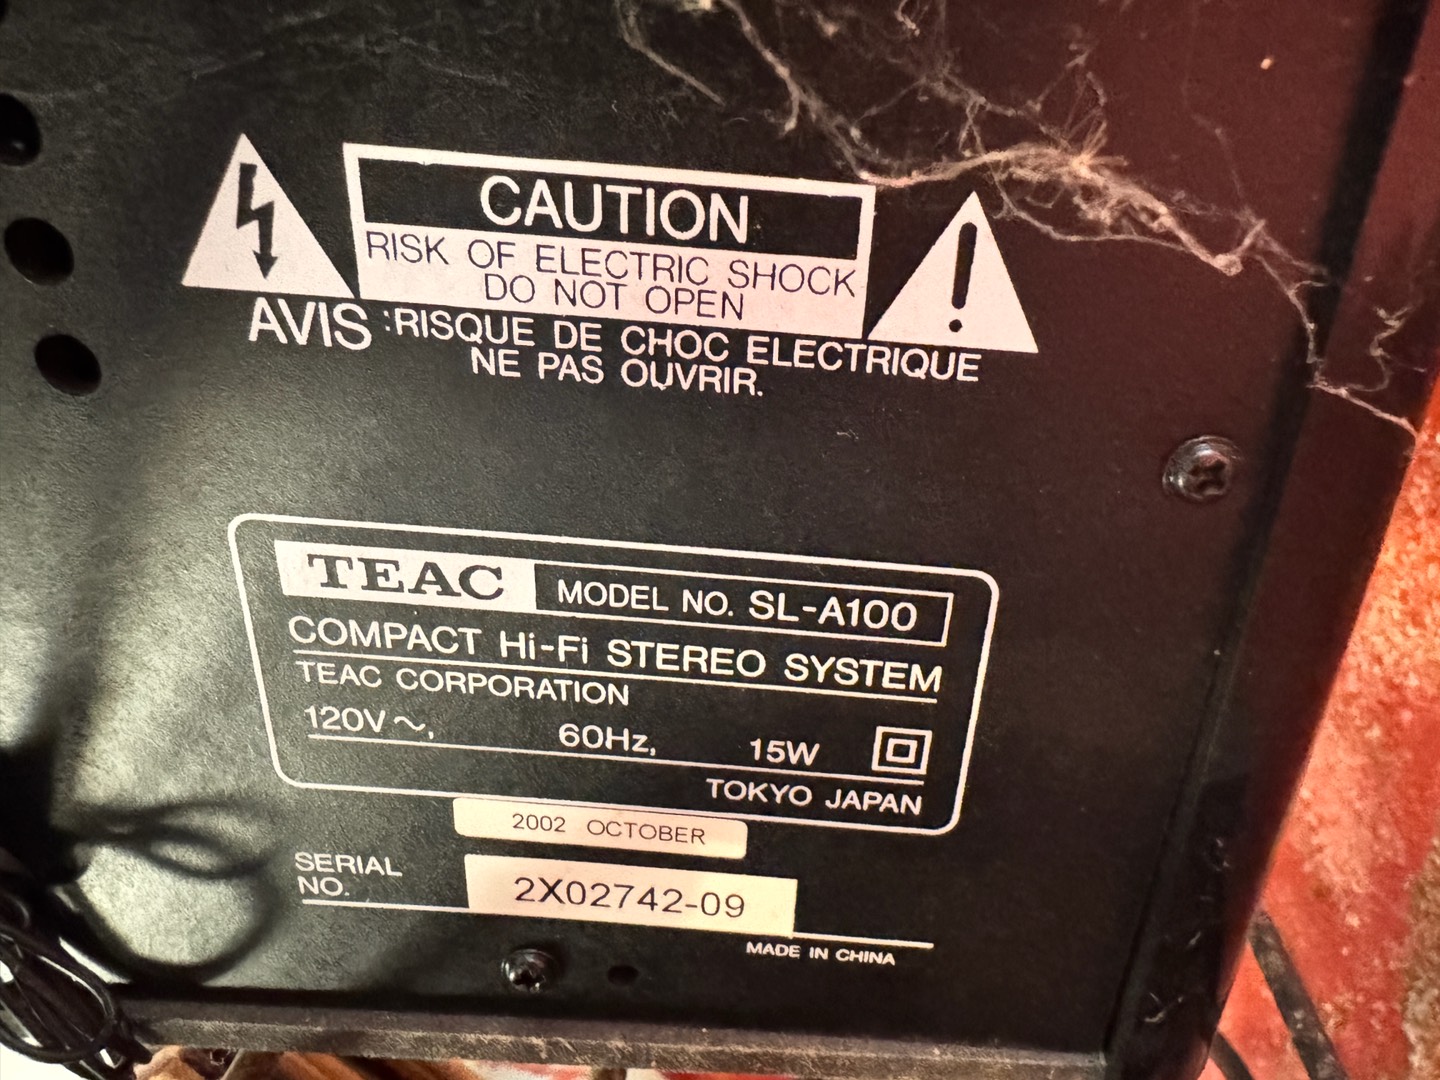 CAUTION
RISK OF ELECTRIC SHOCK
DO NOT OPEN
AVIS :RISQUE DE CHOC ELECTRIQUE
NE PAS OUVRIR.
TEAC MODEL NO. SL-A100
COMPACT Hi-Fi STEREO SYSTEM
TEAC CORPORATION
120V~, 60Hz, 15W
TOKYO JAPAN
2002 OCTOBER
SERIAL
NO. 2X02742-09
MADE IN CHINA